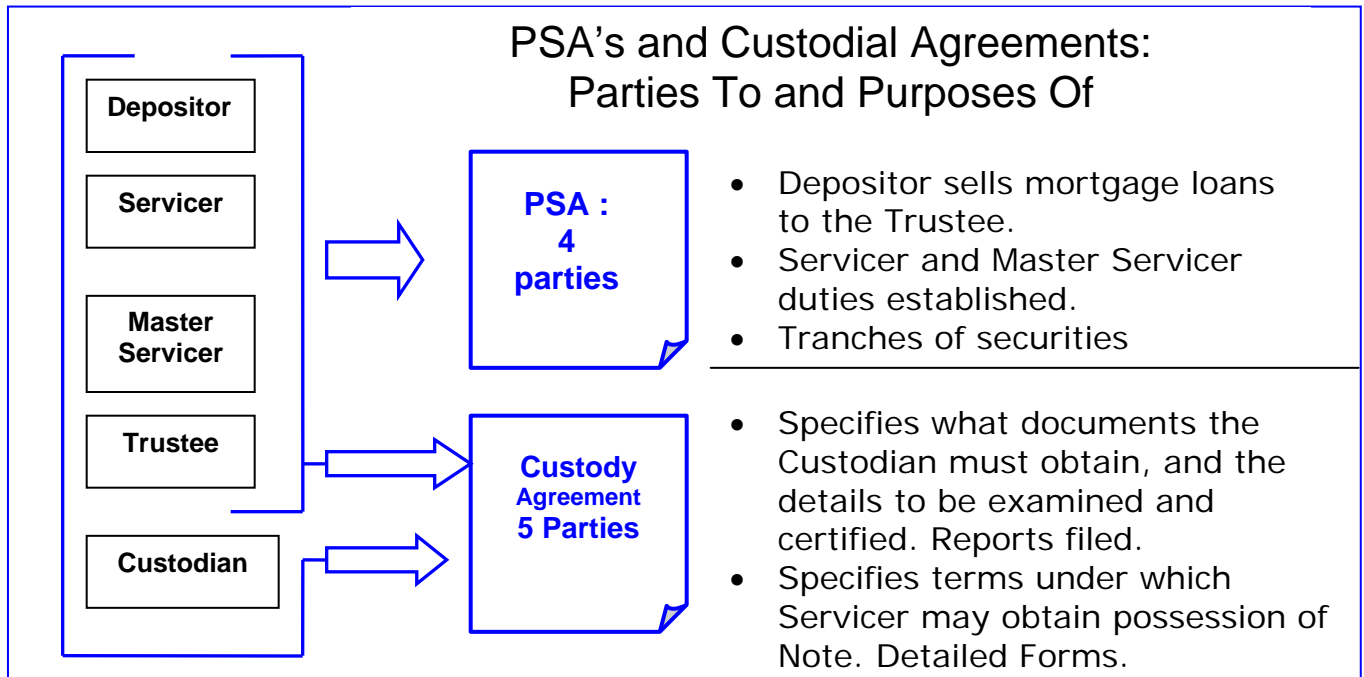 PSA's and Custodial Agreements:
Parties To and Purposes Of
Depositor
Servicer
Master
Servicer
Trustee
Custodian
PSA :
4
parties
• Depositor sells mortgage loans
to the Trustee.
• Servicer and Master Servicer
duties established.
• Tranches of securities
Custody
Agreement
5 Parties
• Specifies what documents the
Custodian must obtain, and the
details to be examined and
certified. Reports filed.
• Specifies terms under which
Servicer may obtain possession of
Note. Detailed Forms.